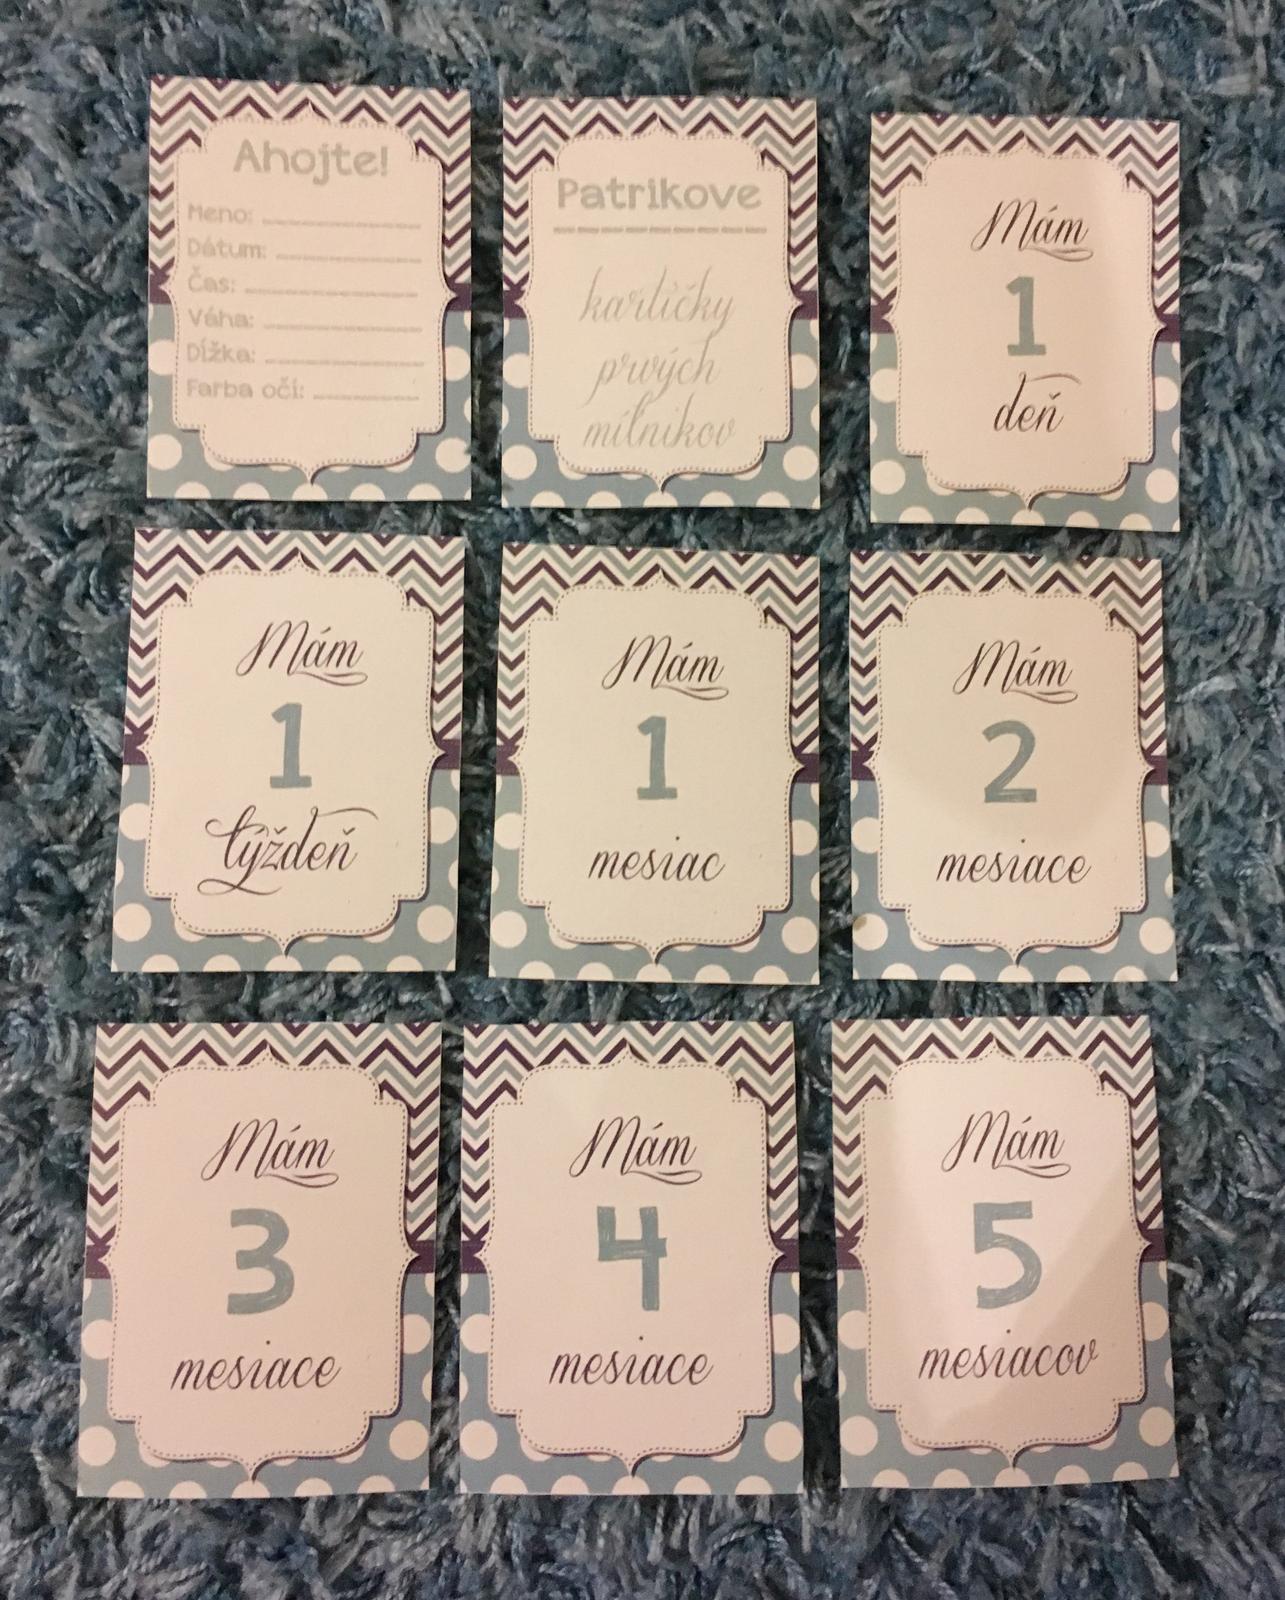 Ahojte!
Meno:
Dátum:
Čas:
Váha:
Dĺžka:
Farba očí:
Patrikove
kartičky
prvých
míľnikov
Mám
1
deň
Mám
1
týždeň
Mám
1
mesiac
Mám
2
mesiace
Mám
3
mesiace
Mám
4
mesiace
Mám
5
mesiacov